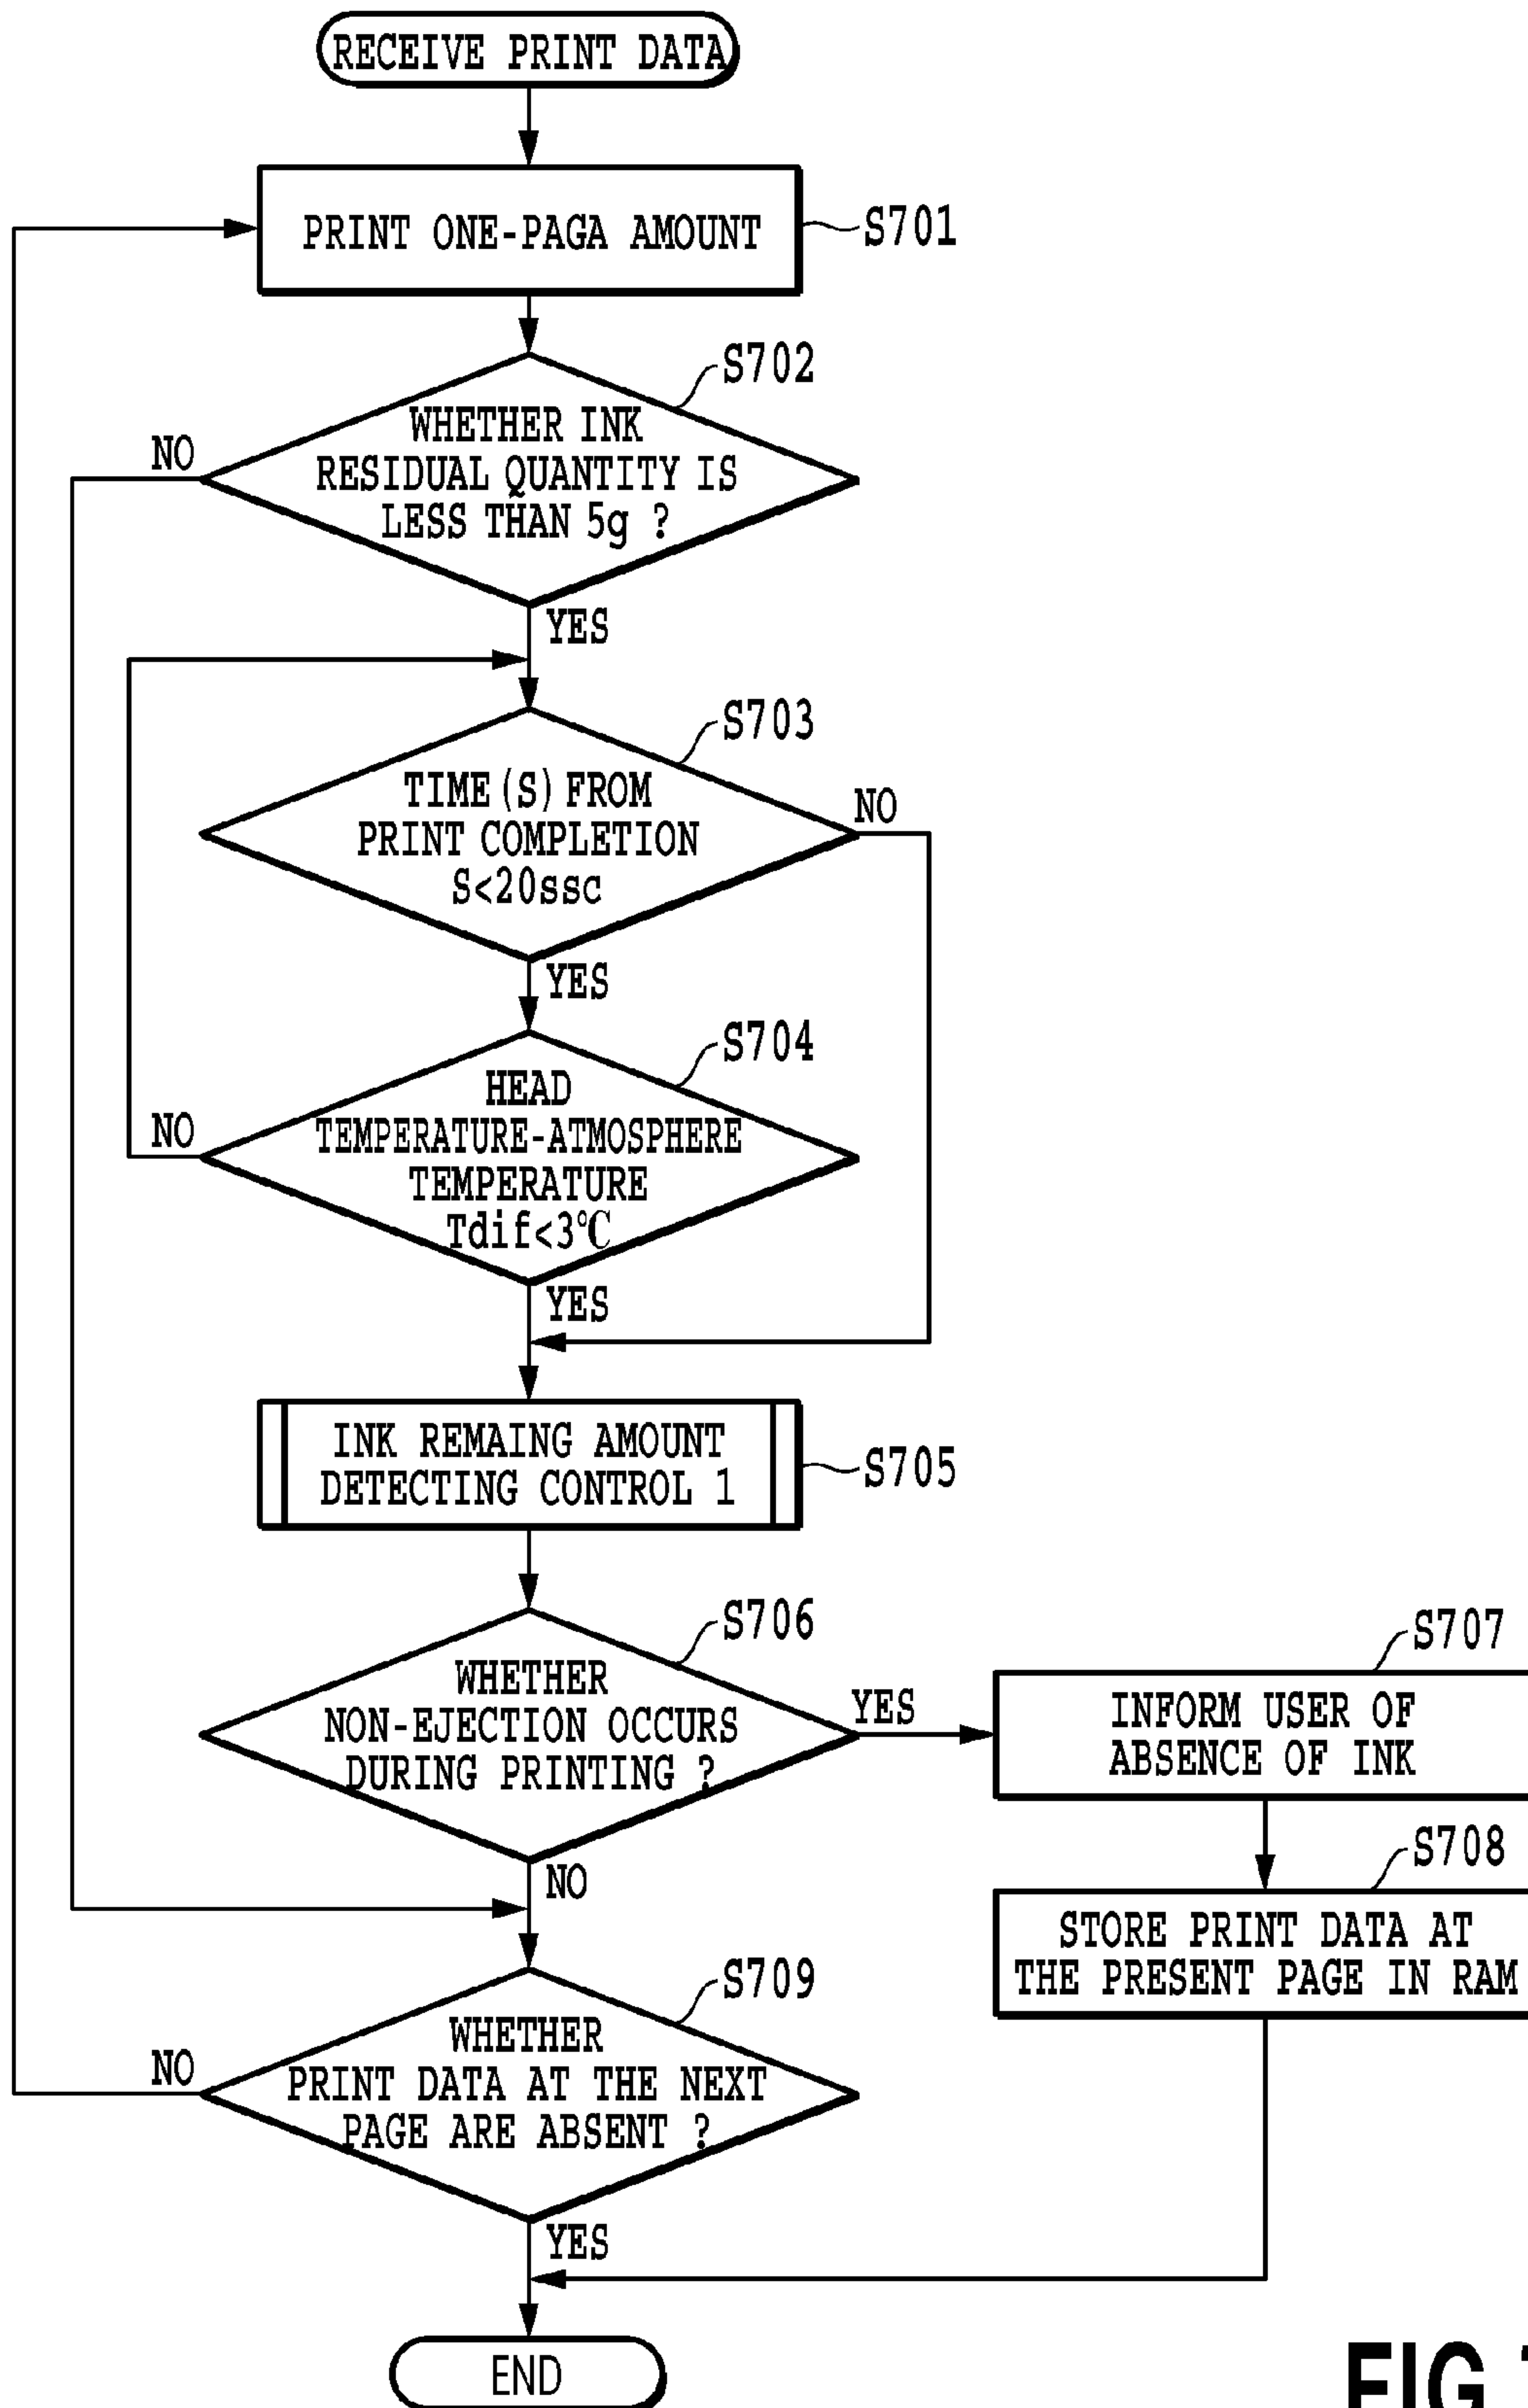 RECEIVE PRINT DATA
PRINT ONE-PAGA AMOUNT
S701
S702
WHETHER INK
RESIDUAL QUANTITY IS
LESS THAN 5g ?
NO
YES
S703
TIME(S) FROM
PRINT COMPLETION
S<20ssc
NO
YES
S704
HEAD
TEMPERATURE-ATMOSPHERE
TEMPERATURE
Tdif<3℃
NO
YES
INK REMAING AMOUNT
DETECTING CONTROL 1
S705
S706
WHETHER
NON-EJECTION OCCURS
DURING PRINTING ?
YES
NO
S707
INFORM USER OF
ABSENCE OF INK
S708
STORE PRINT DATA AT
THE PRESENT PAGE IN RAM
S709
WHETHER
PRINT DATA AT THE NEXT
PAGE ARE ABSENT ?
NO
YES
END
FIG